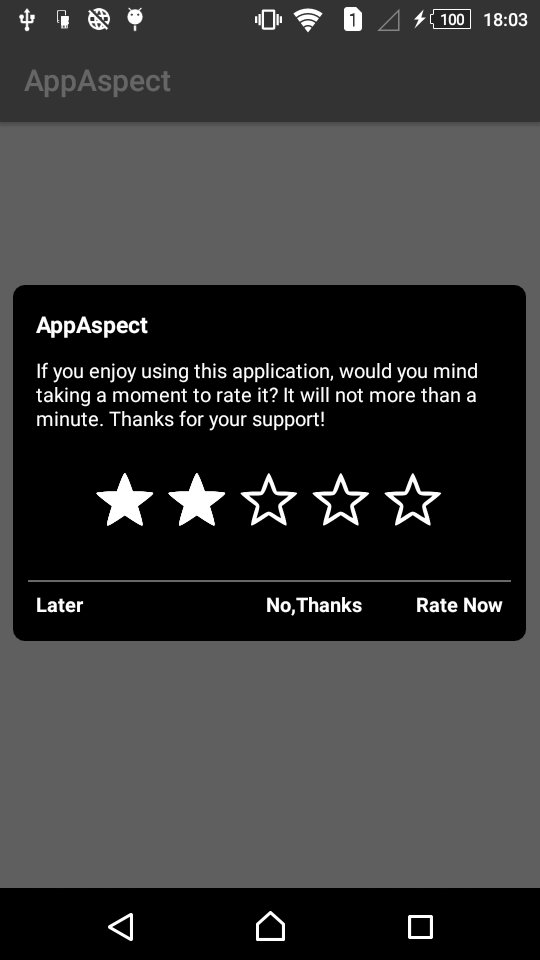 1 100 18:03
AppAspect
AppAspect
If you enjoy using this application, would you mind
taking a moment to rate it? It will not more than a
minute. Thanks for your support!
Later No,Thanks Rate Now